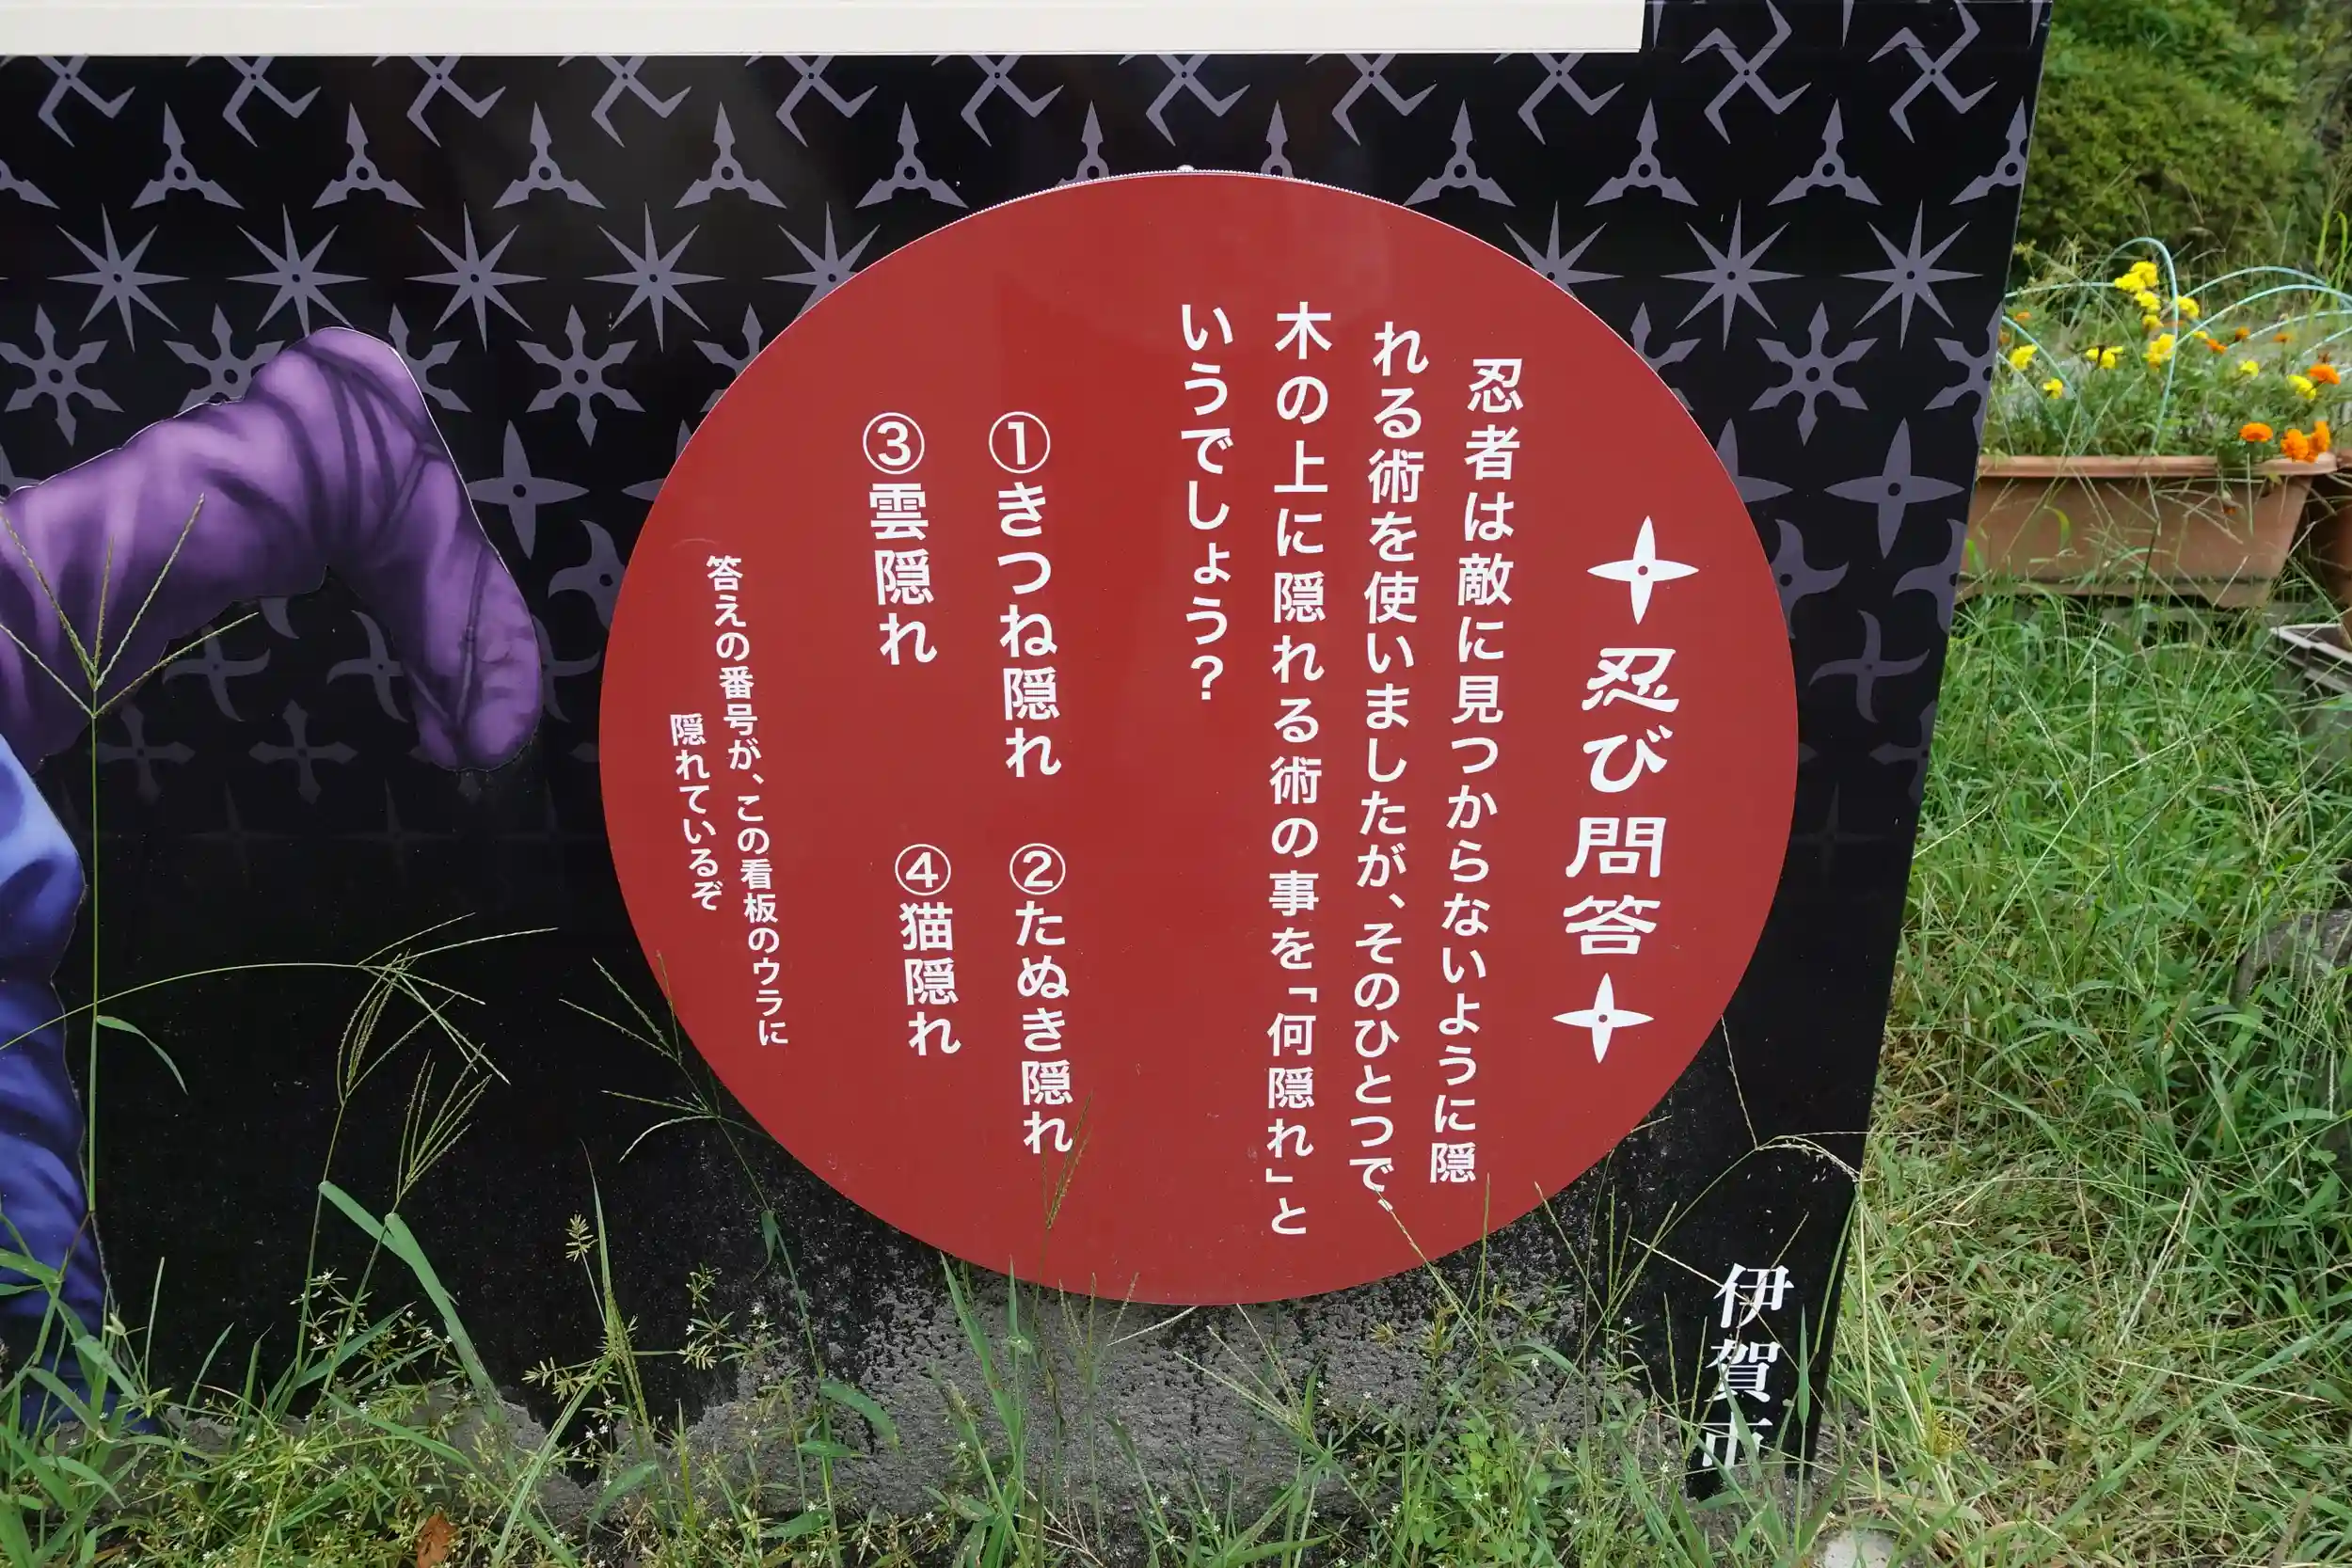 忍び問答
忍者は敵に見つからないように隠
れる術を使いましたが、そのひとつで、
木の上に隠れる術の事を「何隠れ」と
いうでしょう？
①きつね隠れ
②たぬき隠れ
③雲隠れ
④猫隠れ
答えの番号が、この看板のウラに
隠れているぞ
伊賀市